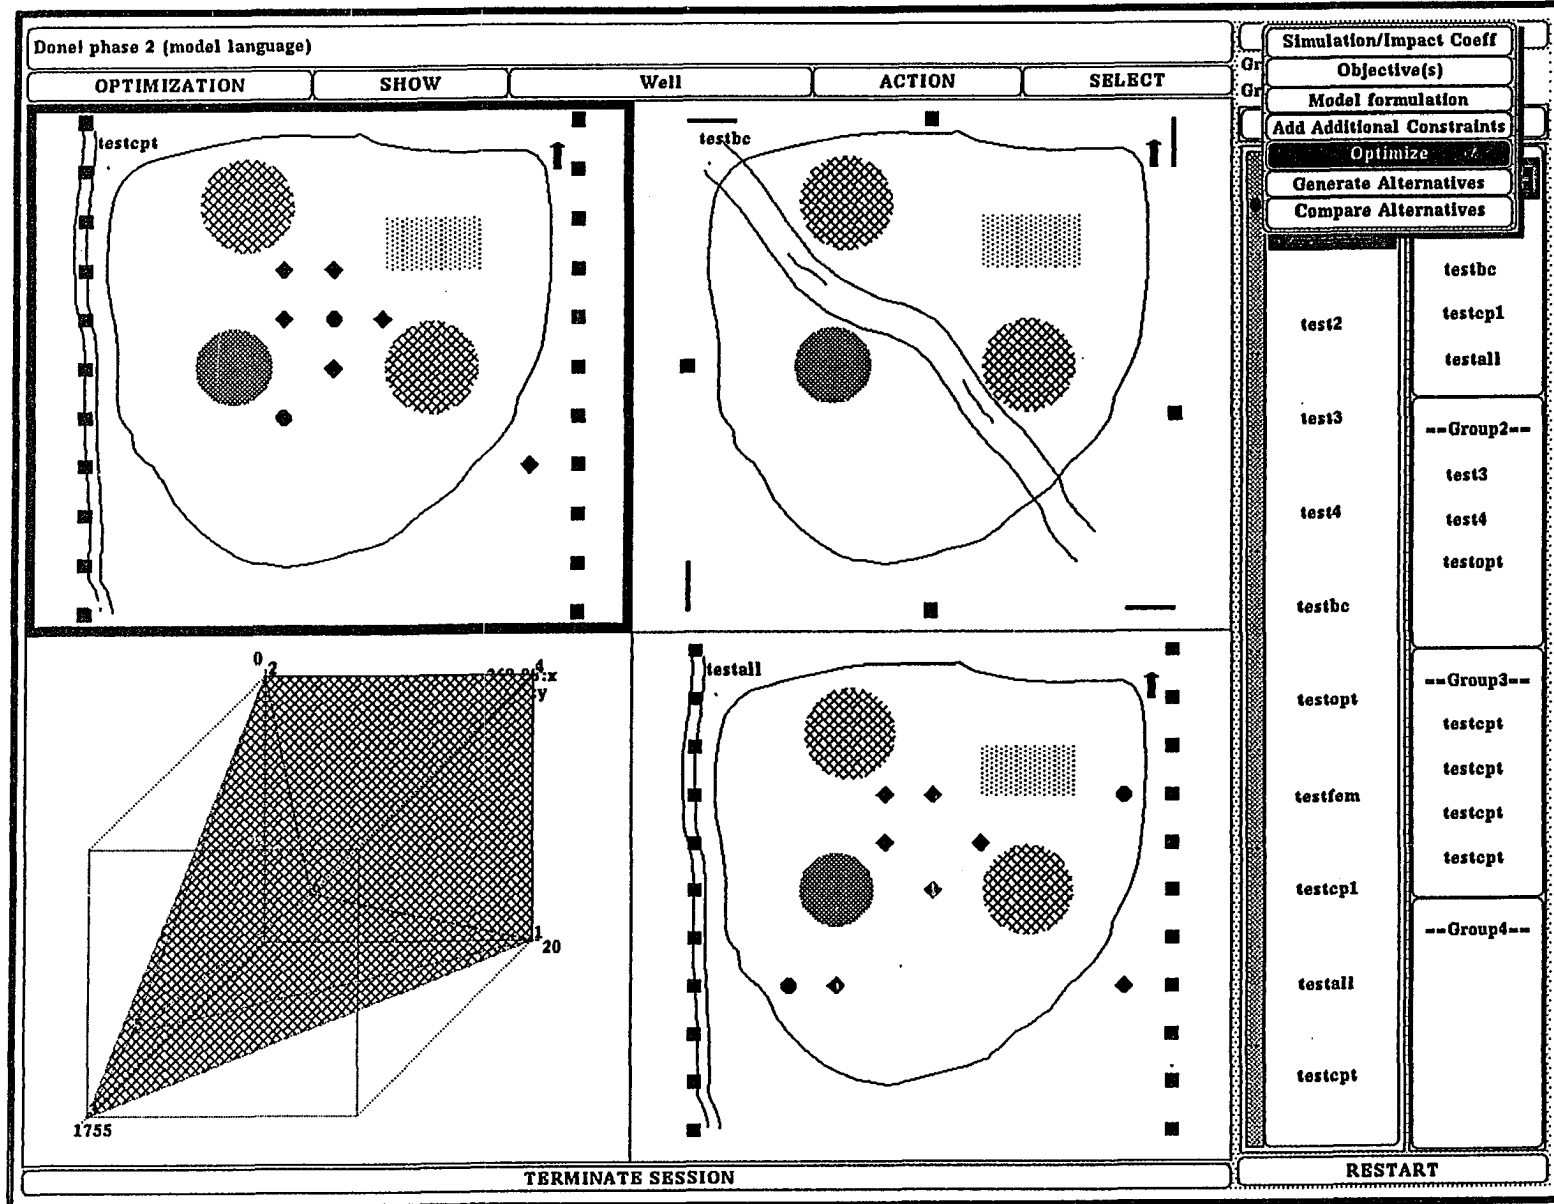 Done! phase 2 (model language)
OPTIMIZATION
SHOW
Well
ACTION
SELECT
Gr
Gr
Simulation/Impact Coeff
Objective(s)
Model formulation
Add Additional Constraints
Optimize
Generate Alternatives
Compare Alternatives
testcpt
testbc
0
2
4
:x
y
1
20
1755
testall
test2
test3
test4
testbc
testopt
testfem
testcp1
testall
testcpt
testbc
testcp1
testall
==Group2==
test3
test4
testopt
==Group3==
testcpt
testcpt
testcpt
testcpt
==Group4==
TERMINATE SESSION
RESTART